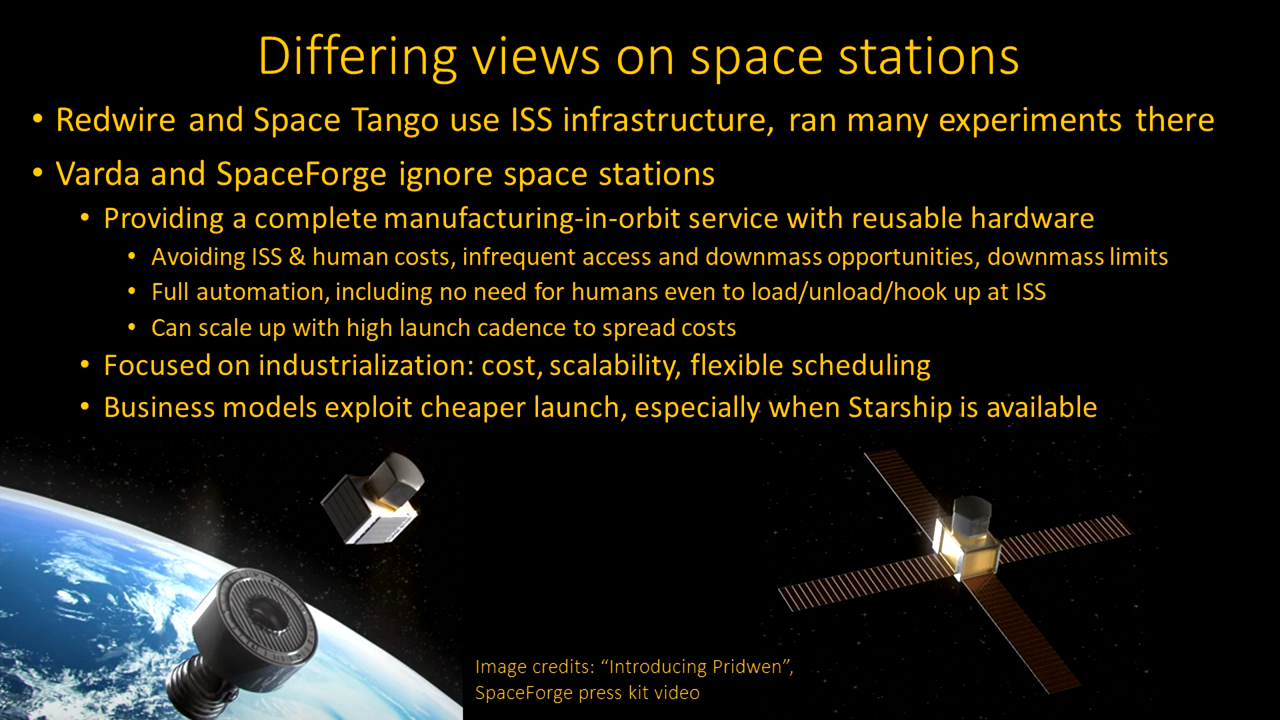 Differing views on space stations
• Redwire and Space Tango use ISS infrastructure, ran many experiments there
• Varda and SpaceForge ignore space stations
• Providing a complete manufacturing-in-orbit service with reusable hardware
• Avoiding ISS & human costs, infrequent access and downmass opportunities, downmass limits
• Full automation, including no need for humans even to load/unload/hook up at ISS
• Can scale up with high launch cadence to spread costs
• Focused on industrialization: cost, scalability, flexible scheduling
• Business models exploit cheaper launch, especially when Starship is available
Image credits: “Introducing Pridwen”,
SpaceForge press kit video